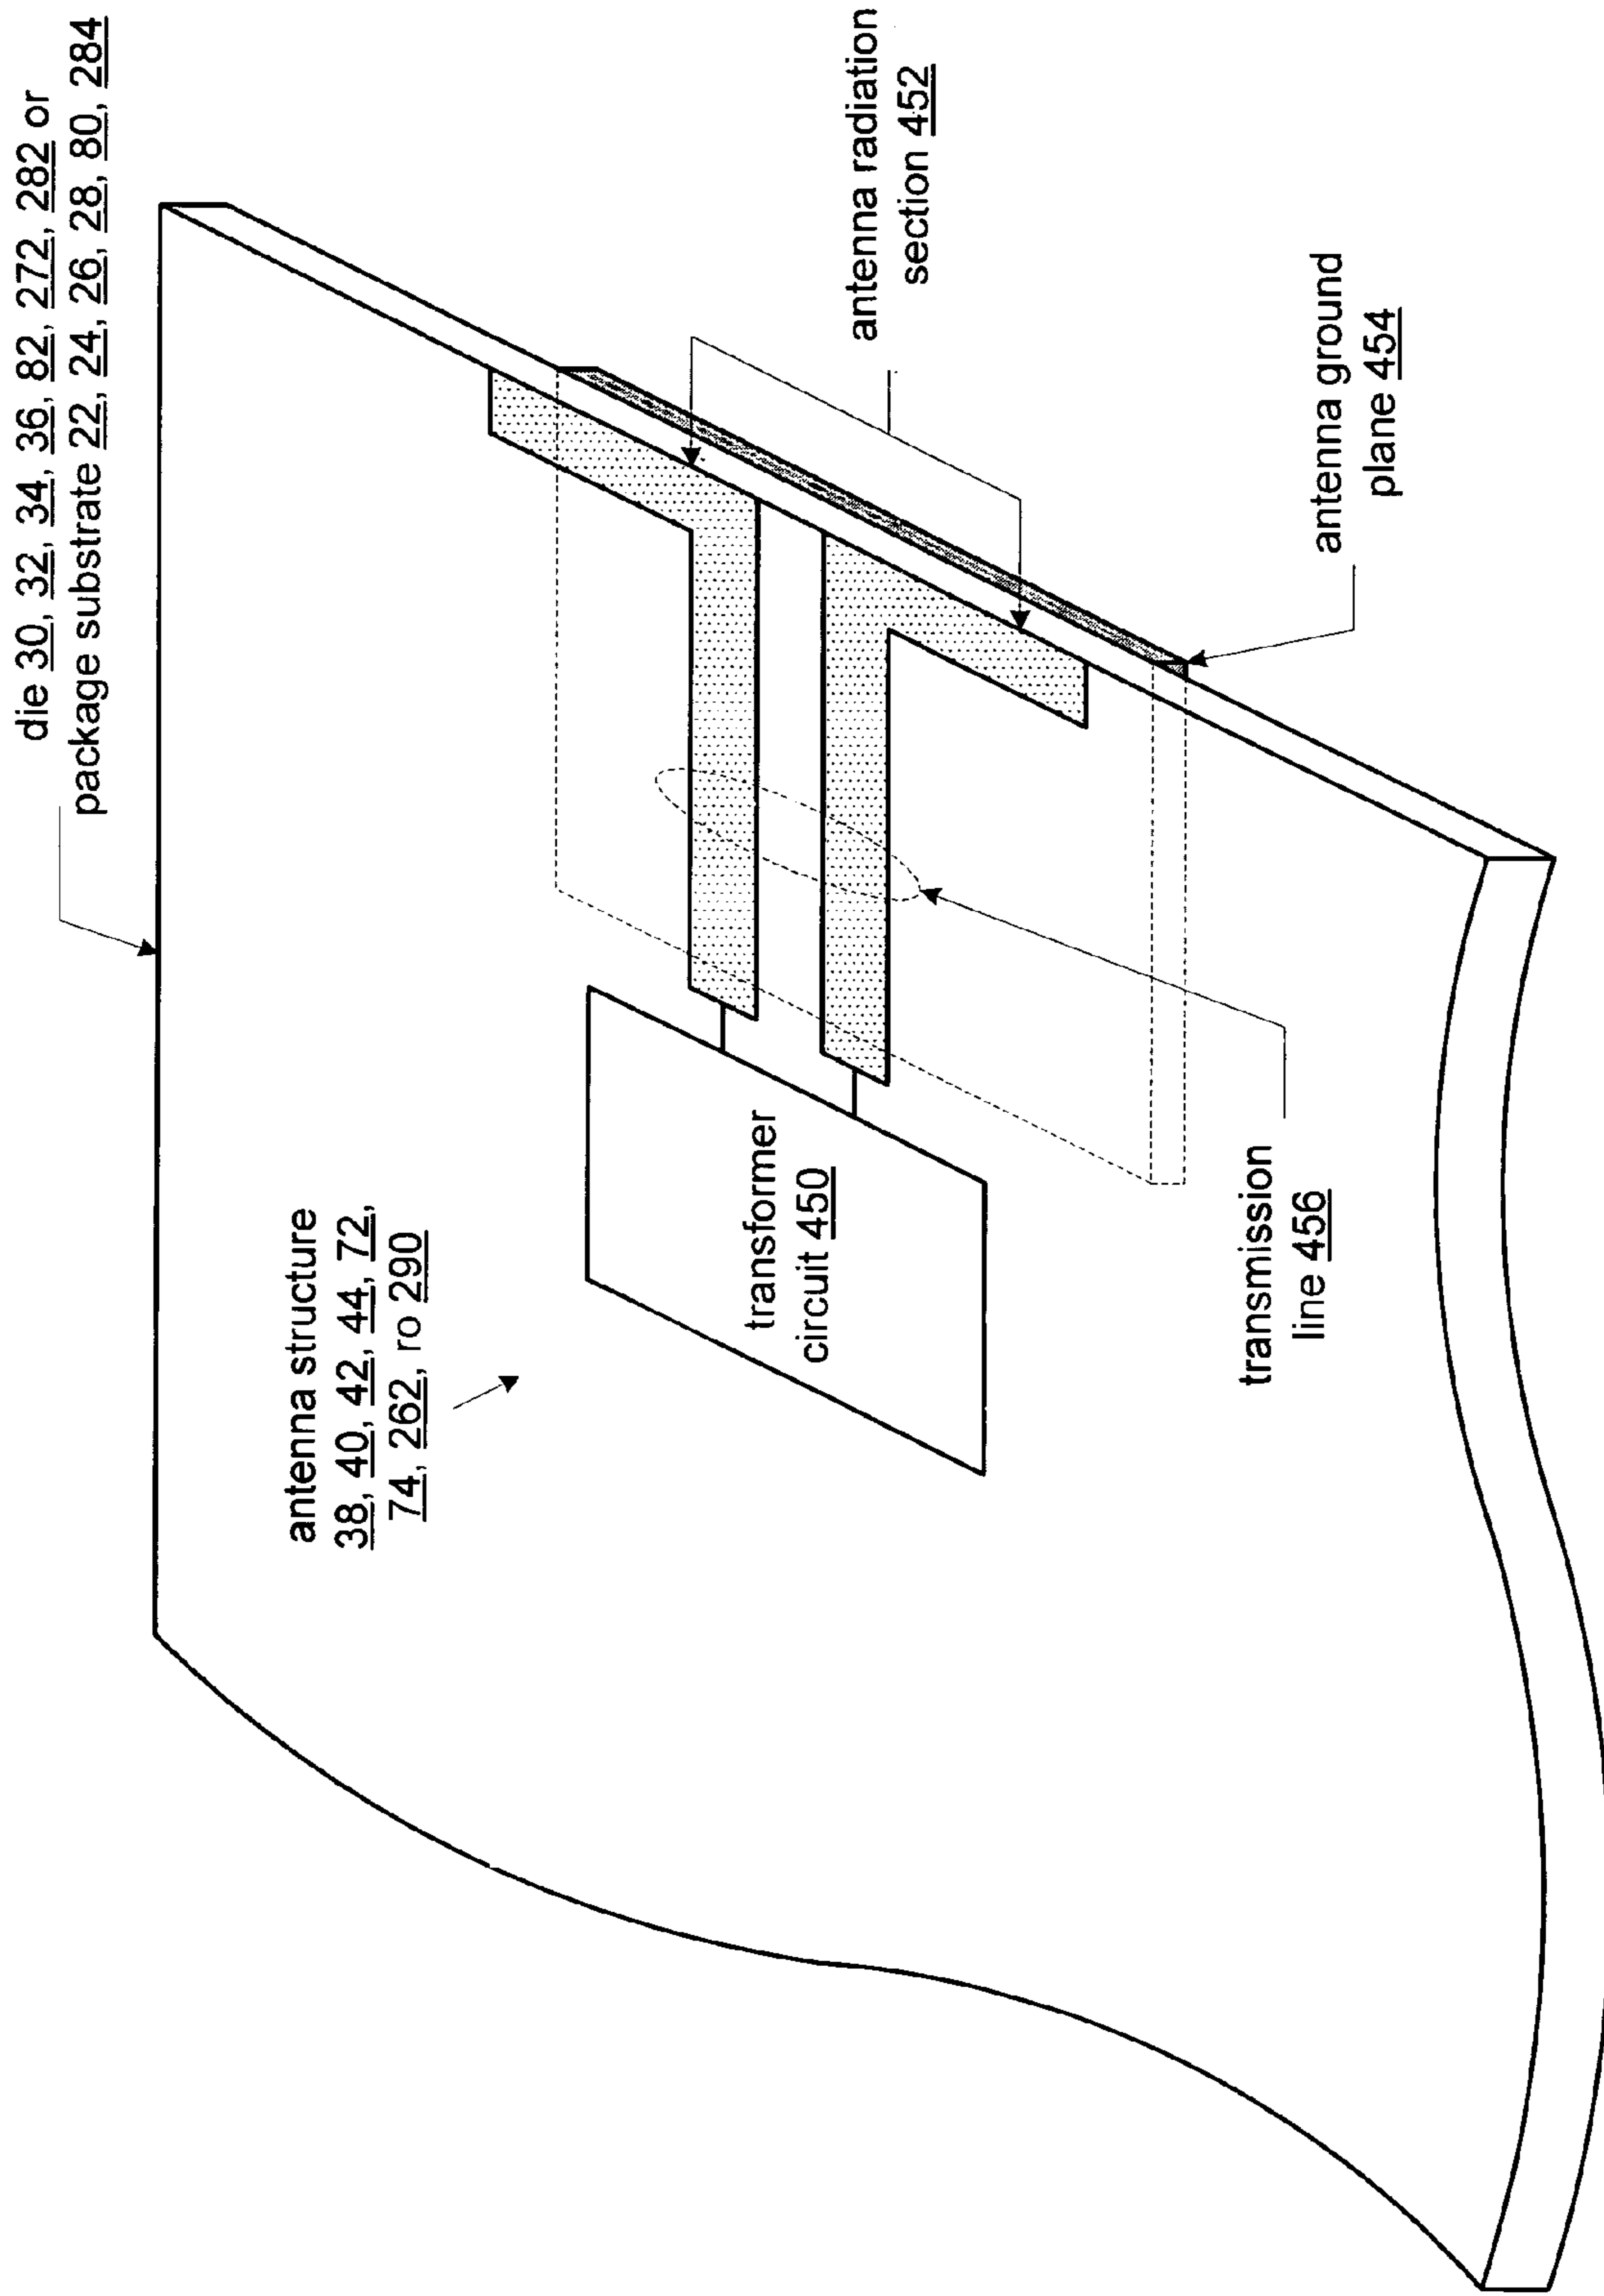 die 30, 32, 34, 36, 82, 272, 282 or
package substrate 22, 24, 26, 28, 80, 284
antenna structure
38, 40, 42, 44, 72,
74, 262, ro 290
transformer
circuit 450
antenna radiation
section 452
antenna ground
plane 454
transmission
line 456